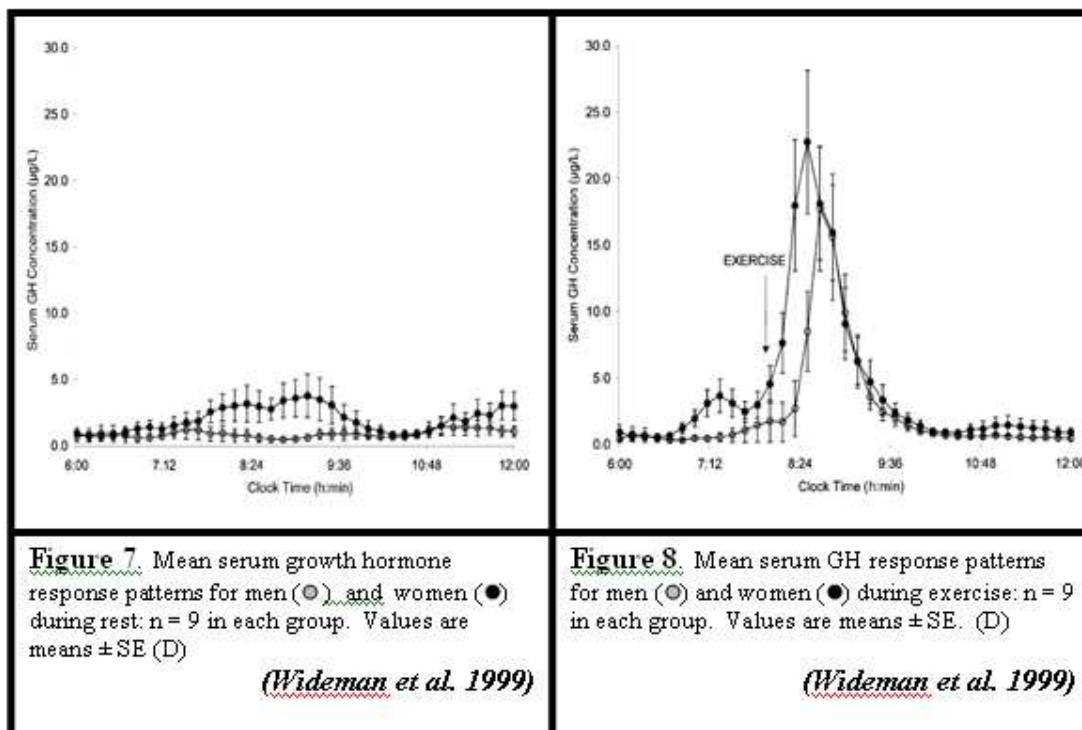 30.0
25.0
20.0
15.0
10.0
5.0
0.0
Serum GH Concentration (µg/L)
6:00 7:12 8:24 9:36 10:48 12:00
Clock Time (h:min)
30.0
25.0
20.0
15.0
10.0
5.0
0.0
Serum GH Concentration (µg/L)
EXERCISE
6:00 7:12 8:24 9:36 10:48 12:00
Clock Time (h:min)
Figure 7. Mean serum growth hormone
response patterns for men (●) and women (●)
during rest: n = 9 in each group. Values are
means ± SE (D)
(Wideman et al. 1999)
Figure 8. Mean serum GH response patterns
for men (●) and women (●) during exercise: n = 9
in each group. Values are means ± SE. (D)
(Wideman et al. 1999)